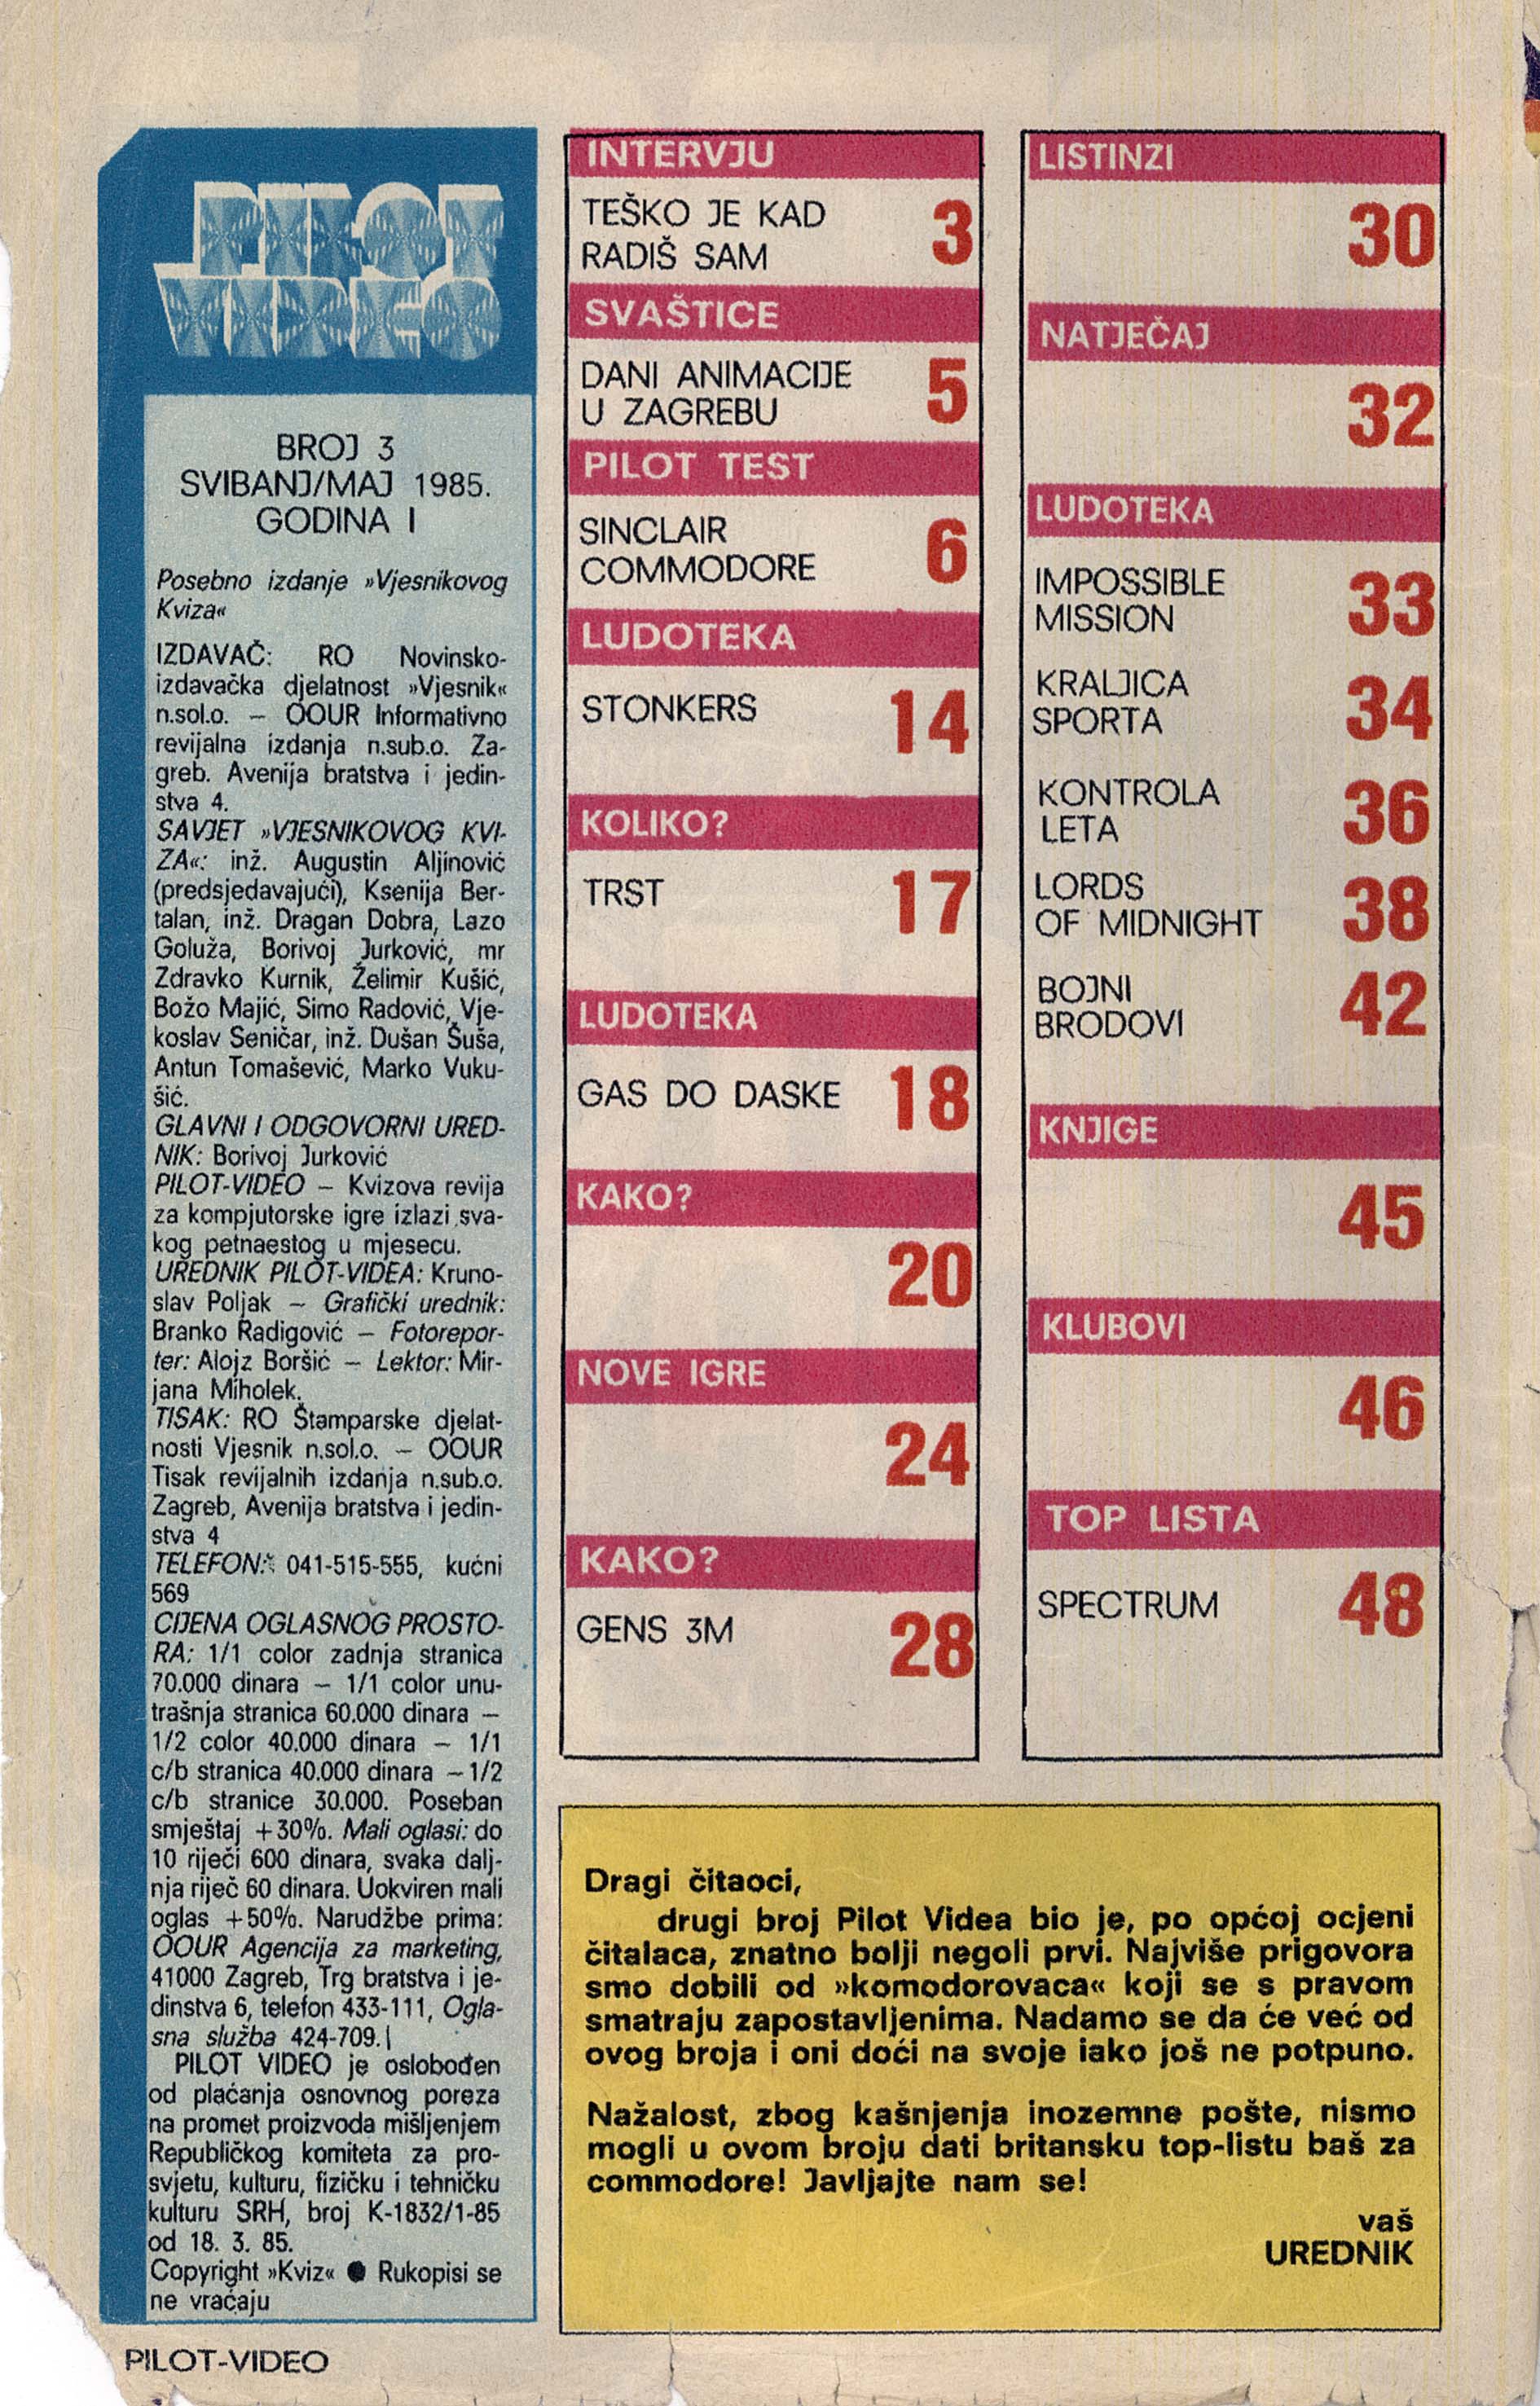 PILOT
VIDEO
BROJ 3
SVIBANJ/MAJ 1985.
GODINA I
Posebno izdanje »Vjesnikovog
Kviza«
IZDAVAČ: RO Novinsko-
izdavačka djelatnost »Vjesnik«
n.sol.o. – OOUR Informativno
revijalna izdanja n.sub.o. Za-
greb. Avenija bratstva i jedin-
stva 4.
SAVJET »VJESNIKOVOG KVI-
ZA«: inž. Augustin Aljinović
(predsjedavajući), Ksenija Ber-
talan, inž. Dragan Dobra, Lazo
Goluža, Borivoj Jurković, mr
Zdravko Kurnik, Želimir Kušić,
Božo Majić, Simo Radović, Vje-
koslav Seničar, inž. Dušan Šuša,
Antun Tomašević, Marko Vuku-
šić.
GLAVNI I ODGOVORNI URED-
NIK: Borivoj Jurković
PILOT-VIDEO – Kvizova revija
za kompjutorske igre izlazi sva-
kog petnaestog u mjesecu.
UREDNIK PILOT-VIDEA: Kruno-
slav Poljak – Grafički urednik:
Branko Radigović – Fotorepor-
ter: Alojz Boršić – Lektor: Mir-
jana Miholek.
TISAK: RO Štamparske djelat-
nosti Vjesnik n.sol.o. – OOUR
Tisak revijalnih izdanja n.sub.o.
Zagreb, Avenija bratstva i jedin-
stva 4
TELEFON: 041-515-555, kućni
569
CIJENA OGLASNOG PROSTO-
RA: 1/1 color zadnja stranica
70.000 dinara – 1/1 color unu-
trašnja stranica 60.000 dinara –
1/2 color 40.000 dinara – 1/1
c/b stranica 40.000 dinara – 1/2
c/b stranice 30.000. Poseban
smještaj +30%. Mali oglasi: do
10 riječi 600 dinara, svaka dalj-
nja riječ 60 dinara. Uokviren mali
oglas +50%. Narudžbe prima:
OOUR Agencija za marketing,
41000 Zagreb, Trg bratstva i je-
dinstva 6, telefon 433-111, Ogla-
sna služba 424-709.
PILOT VIDEO je oslobođen
od plaćanja osnovnog poreza
na promet proizvoda mišljenjem
Republičkog komiteta za pro-
svjetu, kulturu, fizičku i tehničku
kulturu SRH, broj K-1832/1-85
od 18. 3. 85.
Copyright »Kviz« ● Rukopisi se
ne vraćaju
INTERVJU
TEŠKO JE KAD
RADIŠ SAM 3
SVAŠTICE
DANI ANIMACIJE
U ZAGREBU 5
PILOT TEST
SINCLAIR
COMMODORE 6
LUDOTEKA
STONKERS 14
KOLIKO?
TRST 17
LUDOTEKA
GAS DO DASKE 18
KAKO?
20
NOVE IGRE
24
KAKO?
GENS 3M 28
LISTINZI
30
NATJEČAJ
32
LUDOTEKA
IMPOSSIBLE
MISSION 33
KRALJICA
SPORTA 34
KONTROLA
LETA 36
LORDS
OF MIDNIGHT 38
BOJNI
BRODOVI 42
KNJIGE
45
KLUBOVI
46
TOP LISTA
SPECTRUM 48
Dragi čitaoci,
drugi broj Pilot Videa bio je, po općoj ocjeni
čitalaca, znatno bolji negoli prvi. Najviše prigovora
smo dobili od »komodorovaca« koji se s pravom
smatraju zapostavljenima. Nadamo se da će već od
ovog broja i oni doći na svoje iako još ne potpuno.
Nažalost, zbog kašnjenja inozemne pošte, nismo
mogli u ovom broju dati britansku top-listu baš za
commodore! Javljajte nam se!
vaš
UREDNIK
PILOT-VIDEO